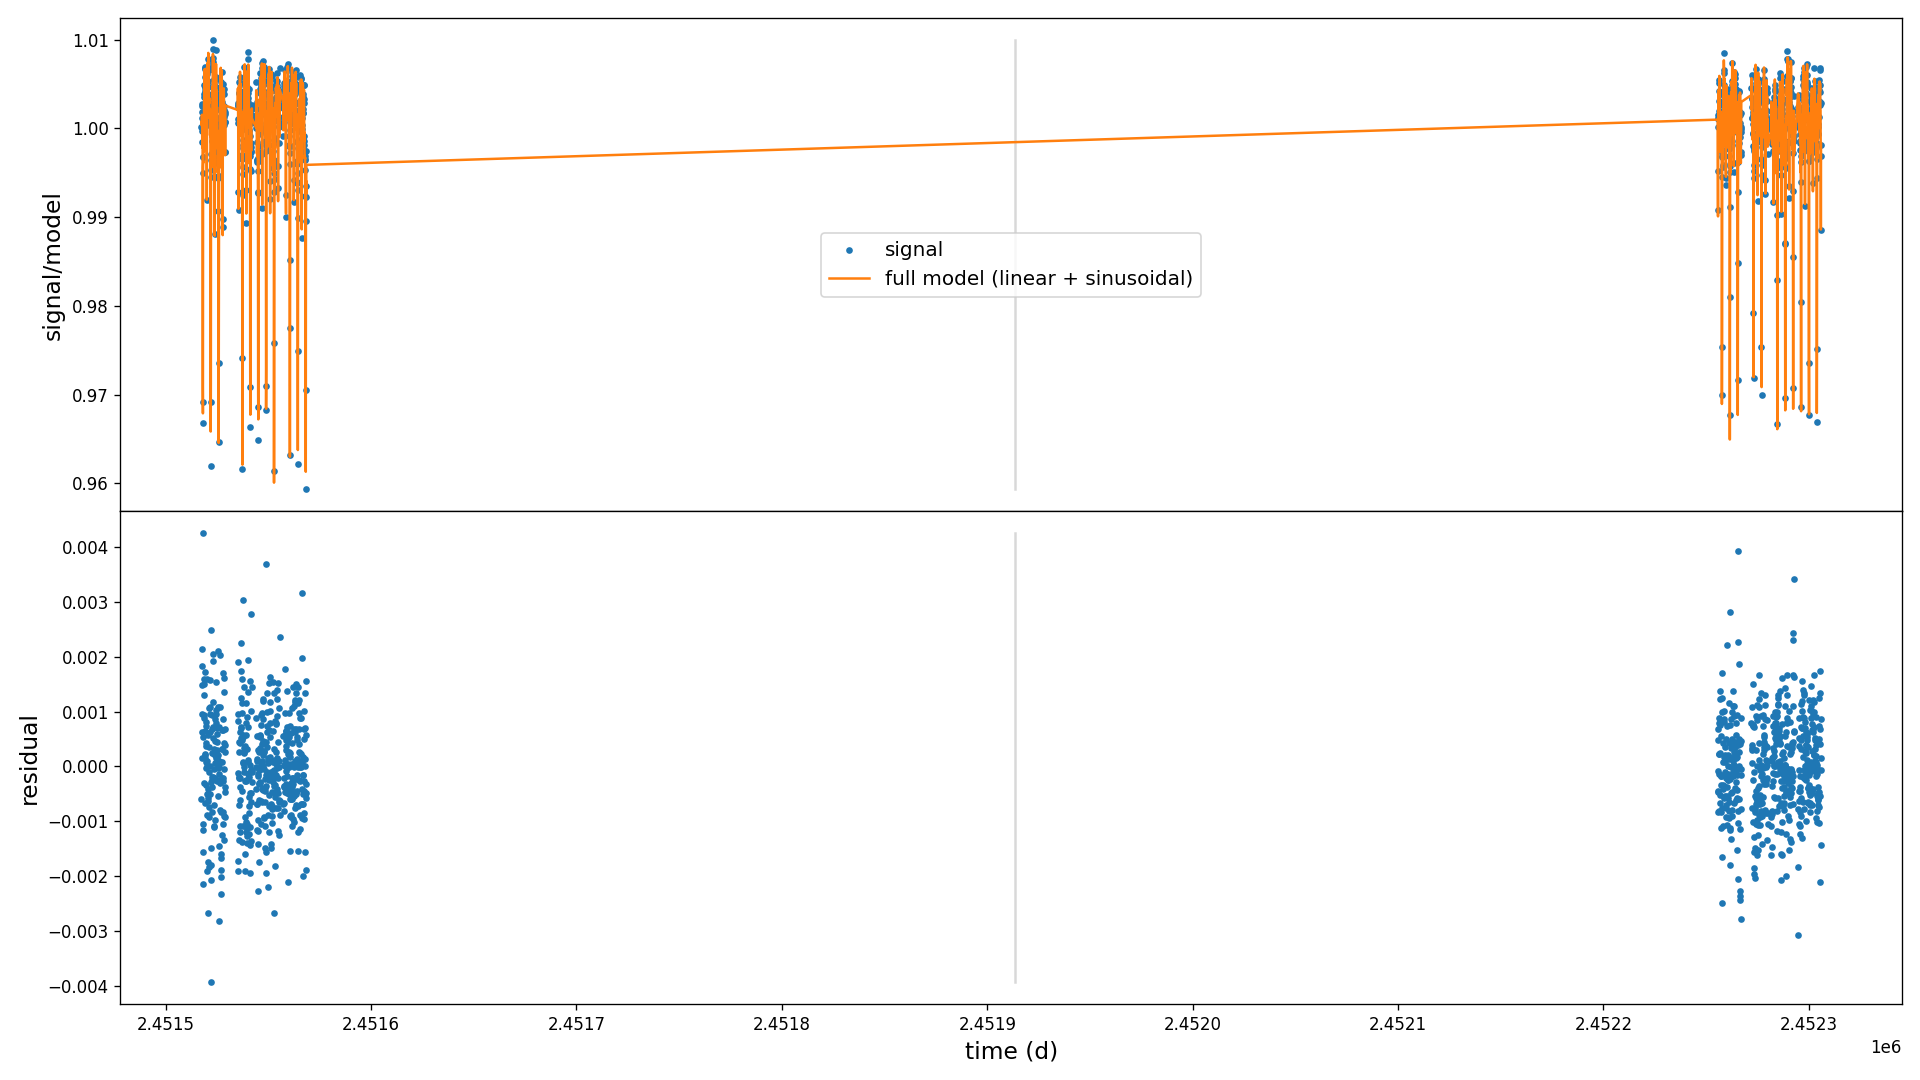 1.01
1.00
0.99
0.98
0.97
0.96
signal/model
signal
full model (linear + sinusoidal)
0.004
0.003
0.002
0.001
0.000
−0.001
−0.002
−0.003
−0.004
residual
2.4515 2.4516 2.4517 2.4518 2.4519 2.4520 2.4521 2.4522 2.4523
time (d)
1e6